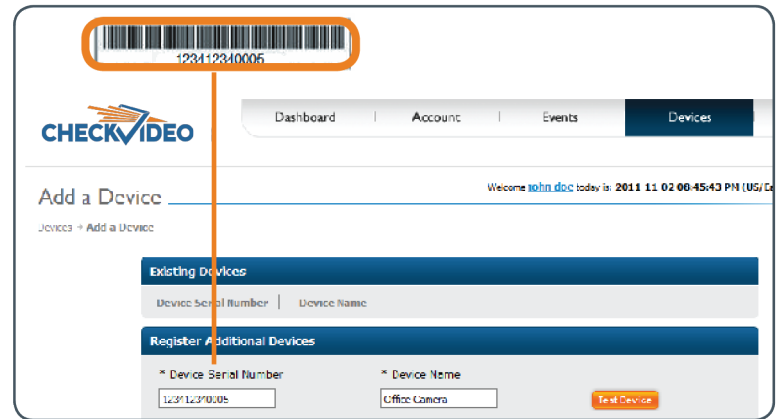 123412340005
CHECKVIDEO
Dashboard | Account | Events | Devices
Add a Device
Welcome john doe today is: 2011 11 02 08:45:43 PM (US/Ea
Devices → Add a Device
Existing Devices
Device Serial Number | Device Name
Register Additional Devices
* Device Serial Number * Device Name
123412340005 Office Camera Test Device